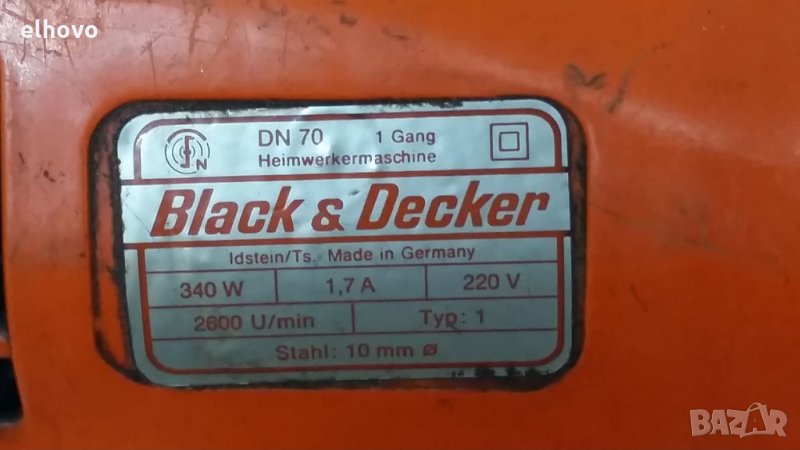 elhovo
DN 70 1 Gang
Heimwerkermaschine
Black & Decker
Idstein/Ts. Made in Germany
340 W 1,7 A 220 V
2600 U/min Typ: 1
Stahl: 10 mm ø
BAZAR